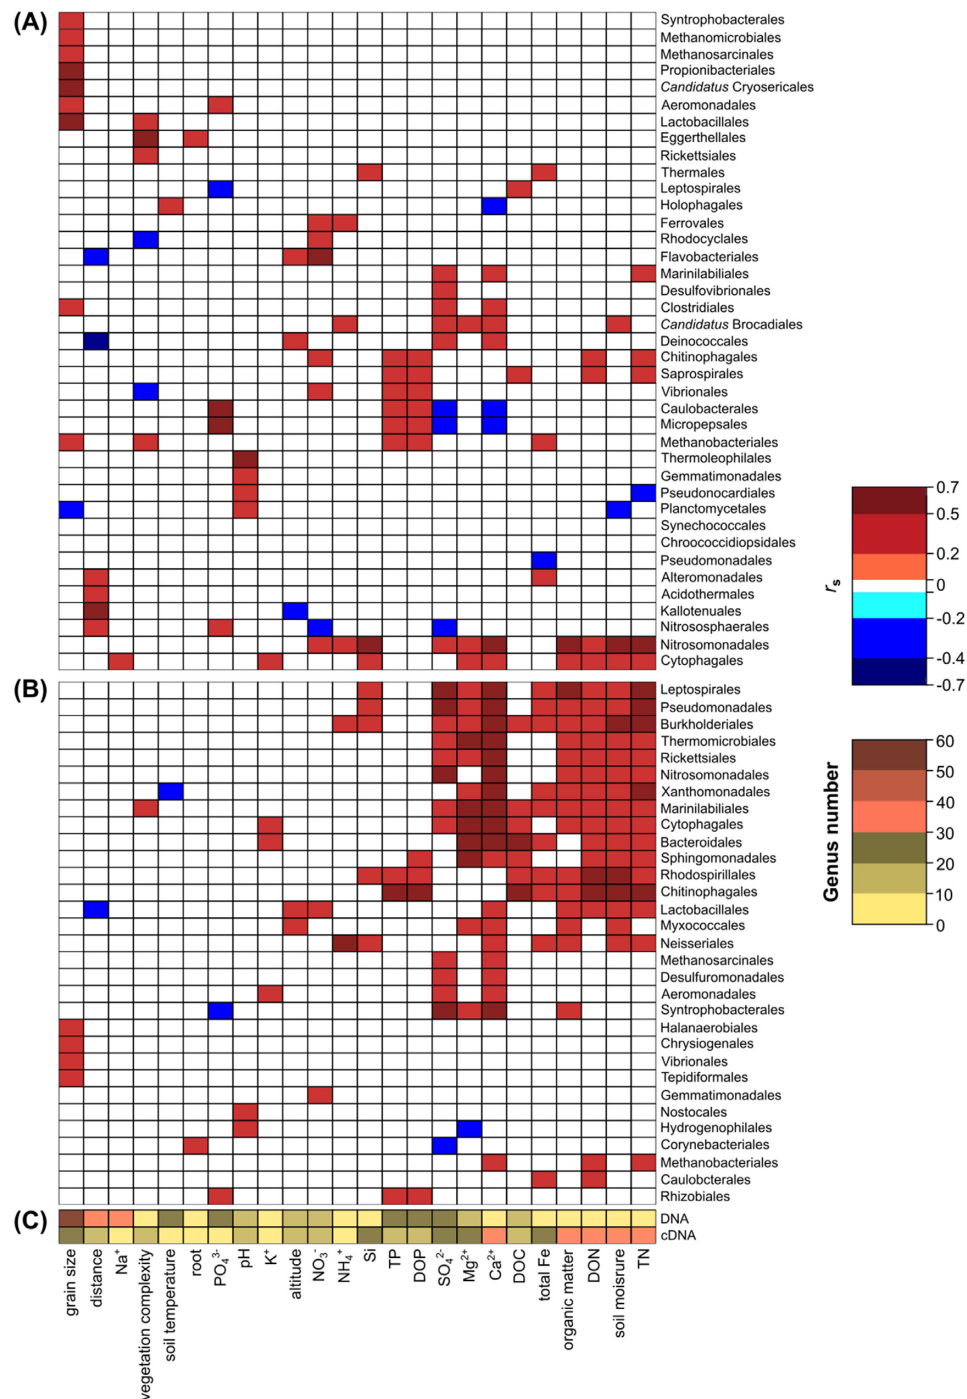 (A)
Syntrophobacterales
Methanomicrobiales
Methanosarcinales
Propionibacteriales
Candidatus Cryosericales
Aeromonadales
Lactobacillales
Eggerthellales
Rickettsiales
Thermales
Leptospirales
Holophagales
Ferrovales
Rhodocyclales
Flavobacteriales
Marinilabiliales
Desulfovibrionales
Clostridiales
Candidatus Brocadiales
Deinococcales
Chitinophagales
Saprospirales
Vibrionales
Caulobacterales
Micropepsales
Methanobacteriales
Thermoleophilales
Gemmatimonadales
Pseudonocardiales
Planctomycetales
Synechococcales
Chroococcidiopsidales
Pseudomonadales
Alteromonadales
Acidothermales
Kallotenuales
Nitrososphaerales
Nitrosomonadales
Cytophagales
(B)
Leptospirales
Pseudomonadales
Burkholderiales
Thermomicrobiales
Rickettsiales
Nitrosomonadales
Xanthomonadales
Marinilabiliales
Cytophagales
Bacteroidales
Sphingomonadales
Rhodospirillales
Chitinophagales
Lactobacillales
Myxococcales
Neisseriales
Methanosarcinales
Desulfuromonadales
Aeromonadales
Syntrophobacterales
Halanaerobiales
Chrysiogenales
Vibrionales
Tepidiformales
Gemmatimonadales
Nostocales
Hydrogenophilales
Corynebacteriales
Methanobacteriales
Caulobcterales
Rhizobiales
(C)
DNA
cDNA
grain size
distance
Na⁺
vegetation complexity
soil temperature
root
PO₄³⁻
pH
K⁺
altitude
NO₃⁻
NH₄⁺
Si
TP
DOP
SO₄²⁻
Mg²⁺
Ca²⁺
DOC
total Fe
organic matter
DON
soil moisrure
TN
rₛ
0.7
0.5
0.2
0
-0.2
-0.4
-0.7
Genus number
60
50
40
30
20
10
0